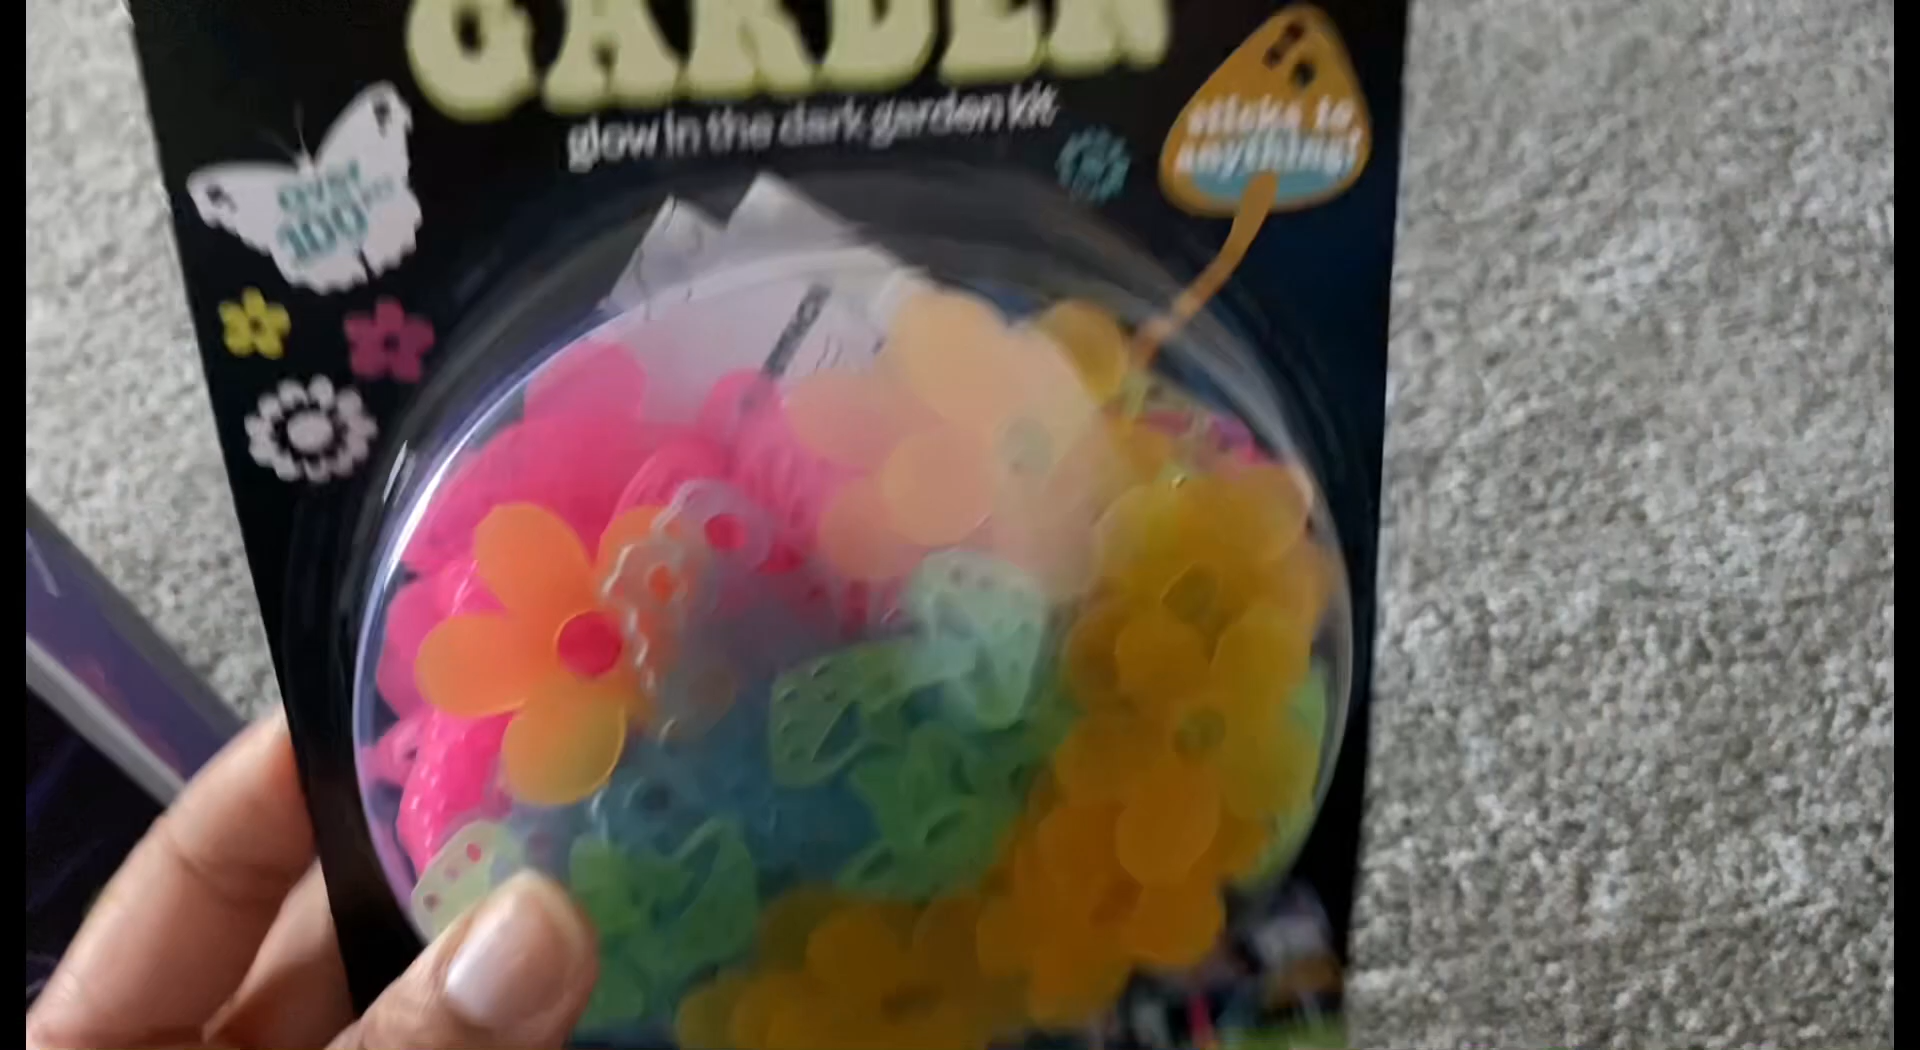 GARDEN
glow in the dark garden kit
over
100
sticks to
anything!